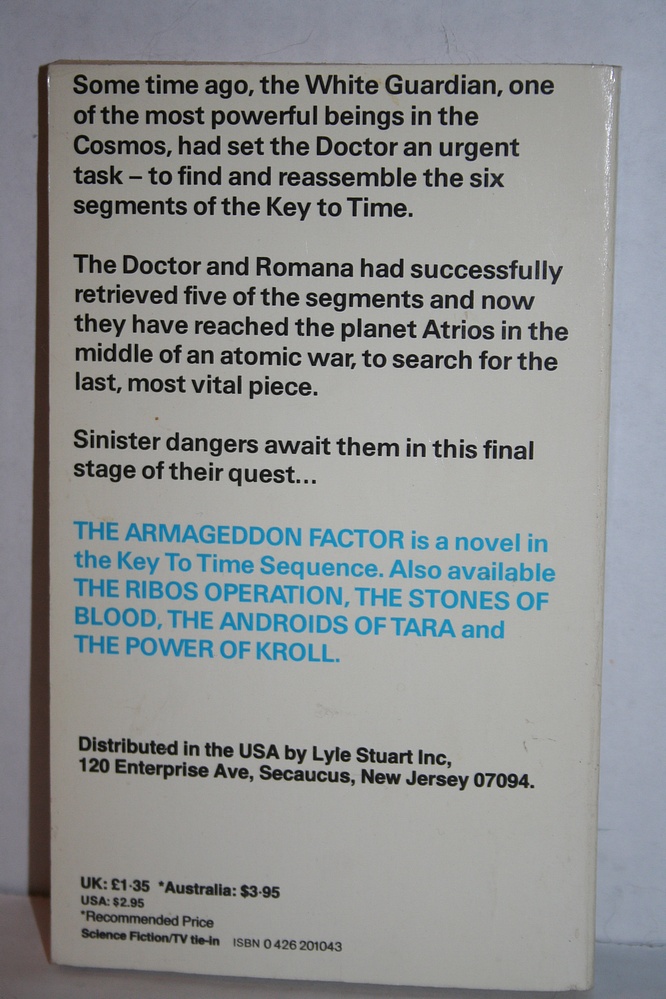 Some time ago, the White Guardian, one
of the most powerful beings in the
Cosmos, had set the Doctor an urgent
task – to find and reassemble the six
segments of the Key to Time.
The Doctor and Romana had successfully
retrieved five of the segments and now
they have reached the planet Atrios in the
middle of an atomic war, to search for the
last, most vital piece.
Sinister dangers await them in this final
stage of their quest...
THE ARMAGEDDON FACTOR is a novel in
the Key To Time Sequence. Also available
THE RIBOS OPERATION, THE STONES OF
BLOOD, THE ANDROIDS OF TARA and
THE POWER OF KROLL.
Distributed in the USA by Lyle Stuart Inc,
120 Enterprise Ave, Secaucus, New Jersey 07094.
UK: £1·35 *Australia: $3·95
USA: $2.95
*Recommended Price
Science Fiction/TV tie-in ISBN 0 426 201043